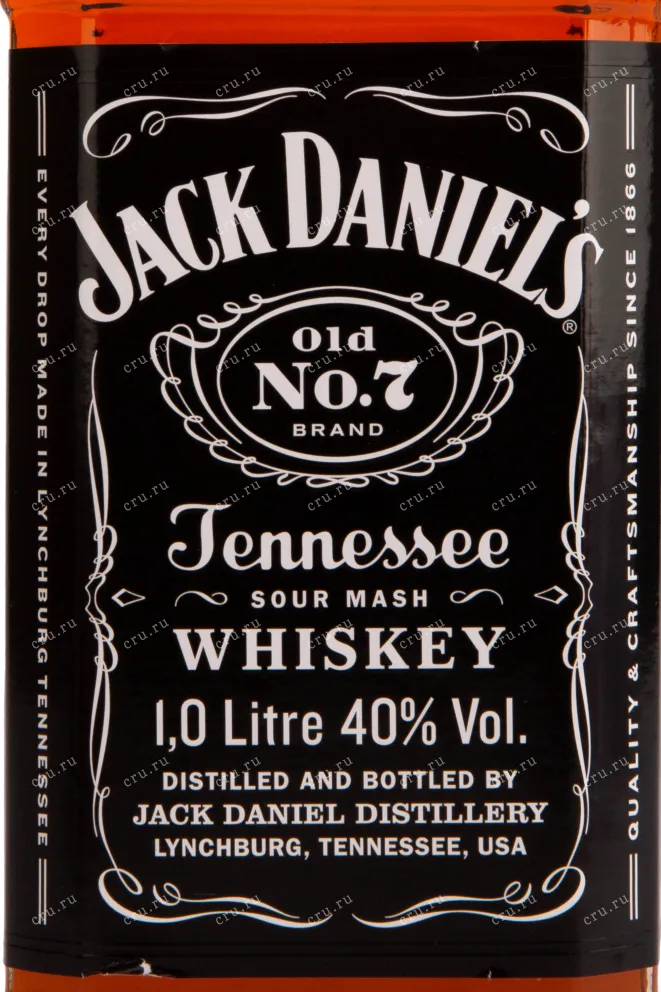 JACK DANIEL'S
®
Old
No.7
BRAND
Tennessee
SOUR MASH
WHISKEY
1,0 Litre 40% Vol.
DISTILLED AND BOTTLED BY
JACK DANIEL DISTILLERY
LYNCHBURG, TENNESSEE, USA
EVERY DROP MADE IN LYNCHBURG TENNESSEE
QUALITY & CRAFTSMANSHIP SINCE 1866
cru.ru